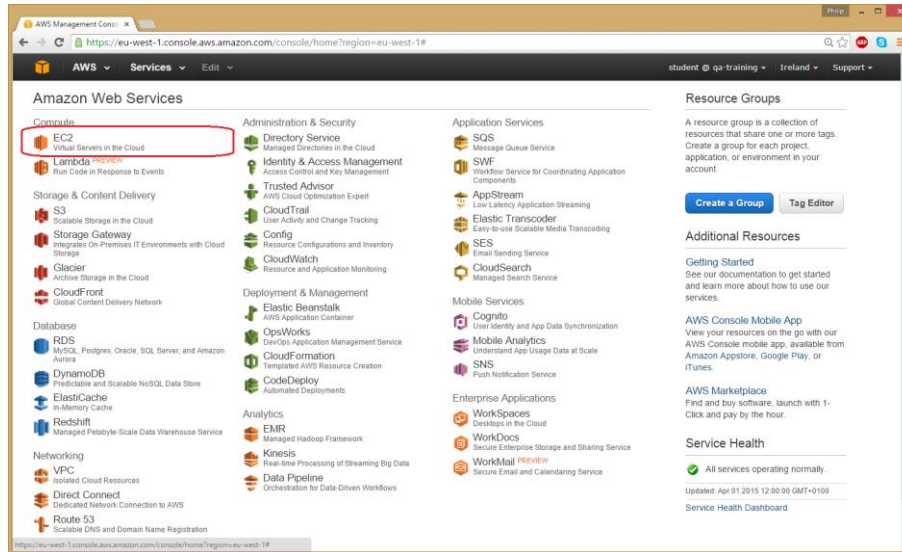 Philip
AWS Management Consol
https://eu-west-1.console.aws.amazon.com/console/home?region=eu-west-1#
AWS Services Edit student @ qa-training Ireland Support
Amazon Web Services
Compute
EC2
Virtual Servers in the Cloud
Lambda PREVIEW
Run Code in Response to Events
Storage & Content Delivery
S3
Scalable Storage in the Cloud
Storage Gateway
Integrates On-Premises IT Environments with Cloud
Storage
Glacier
Archive Storage in the Cloud
CloudFront
Global Content Delivery Network
Database
RDS
MySQL, Postgres, Oracle, SQL Server, and Amazon
Aurora
DynamoDB
Predictable and Scalable NoSQL Data Store
ElastiCache
In-Memory Cache
Redshift
Managed Petabyte-Scale Data Warehouse Service
Networking
VPC
Isolated Cloud Resources
Direct Connect
Dedicated Network Connection to AWS
Route 53
Scalable DNS and Domain Name Registration
Administration & Security
Directory Service
Managed Directories in the Cloud
Identity & Access Management
Access Control and Key Management
Trusted Advisor
AWS Cloud Optimization Expert
CloudTrail
User Activity and Change Tracking
Config
Resource Configurations and Inventory
CloudWatch
Resource and Application Monitoring
Deployment & Management
Elastic Beanstalk
AWS Application Container
OpsWorks
DevOps Application Management Service
CloudFormation
Templated AWS Resource Creation
CodeDeploy
Automated Deployments
Analytics
EMR
Managed Hadoop Framework
Kinesis
Real-time Processing of Streaming Big Data
Data Pipeline
Orchestration for Data-Driven Workflows
Application Services
SQS
Message Queue Service
SWF
Workflow Service for Coordinating Application
Components
AppStream
Low Latency Application Streaming
Elastic Transcoder
Easy-to-use Scalable Media Transcoding
SES
Email Sending Service
CloudSearch
Managed Search Service
Mobile Services
Cognito
User Identity and App Data Synchronization
Mobile Analytics
Understand App Usage Data at Scale
SNS
Push Notification Service
Enterprise Applications
WorkSpaces
Desktops in the Cloud
WorkDocs
Secure Enterprise Storage and Sharing Service
WorkMail PREVIEW
Secure Email and Calendaring Service
Resource Groups
A resource group is a collection of
resources that share one or more tags.
Create a group for each project,
application, or environment in your
account.
Create a Group Tag Editor
Additional Resources
Getting Started
See our documentation to get started
and learn more about how to use our
services.
AWS Console Mobile App
View your resources on the go with our
AWS Console mobile app, available from
Amazon Appstore, Google Play, or
iTunes.
AWS Marketplace
Find and buy software, launch with 1-
Click and pay by the hour.
Service Health
All services operating normally.
Updated: Apr 01 2015 12:00:00 GMT+0100
Service Health Dashboard
https://eu-west-1.console.aws.amazon.com/console/home?region=eu-west-1#